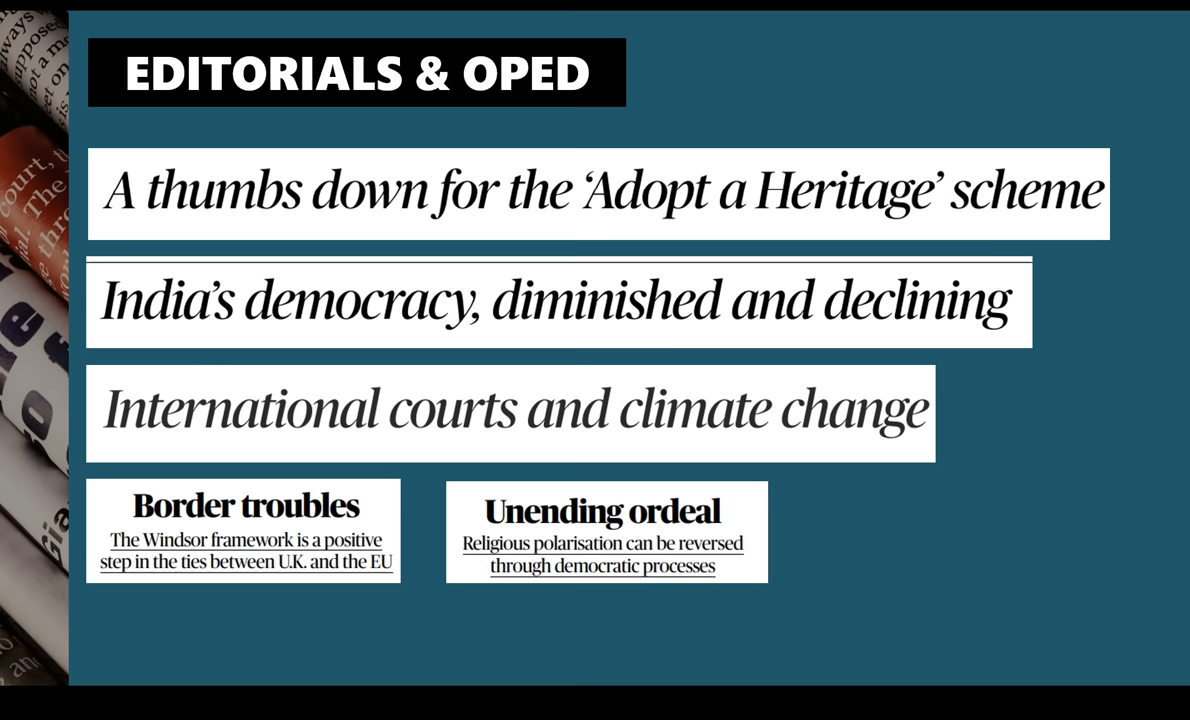 EDITORIALS & OPED
A thumbs down for the ‘Adopt a Heritage’ scheme
India’s democracy, diminished and declining
International courts and climate change
Border troubles
The Windsor framework is a positive
step in the ties between U.K. and the EU
Unending ordeal
Religious polarisation can be reversed
through democratic processes